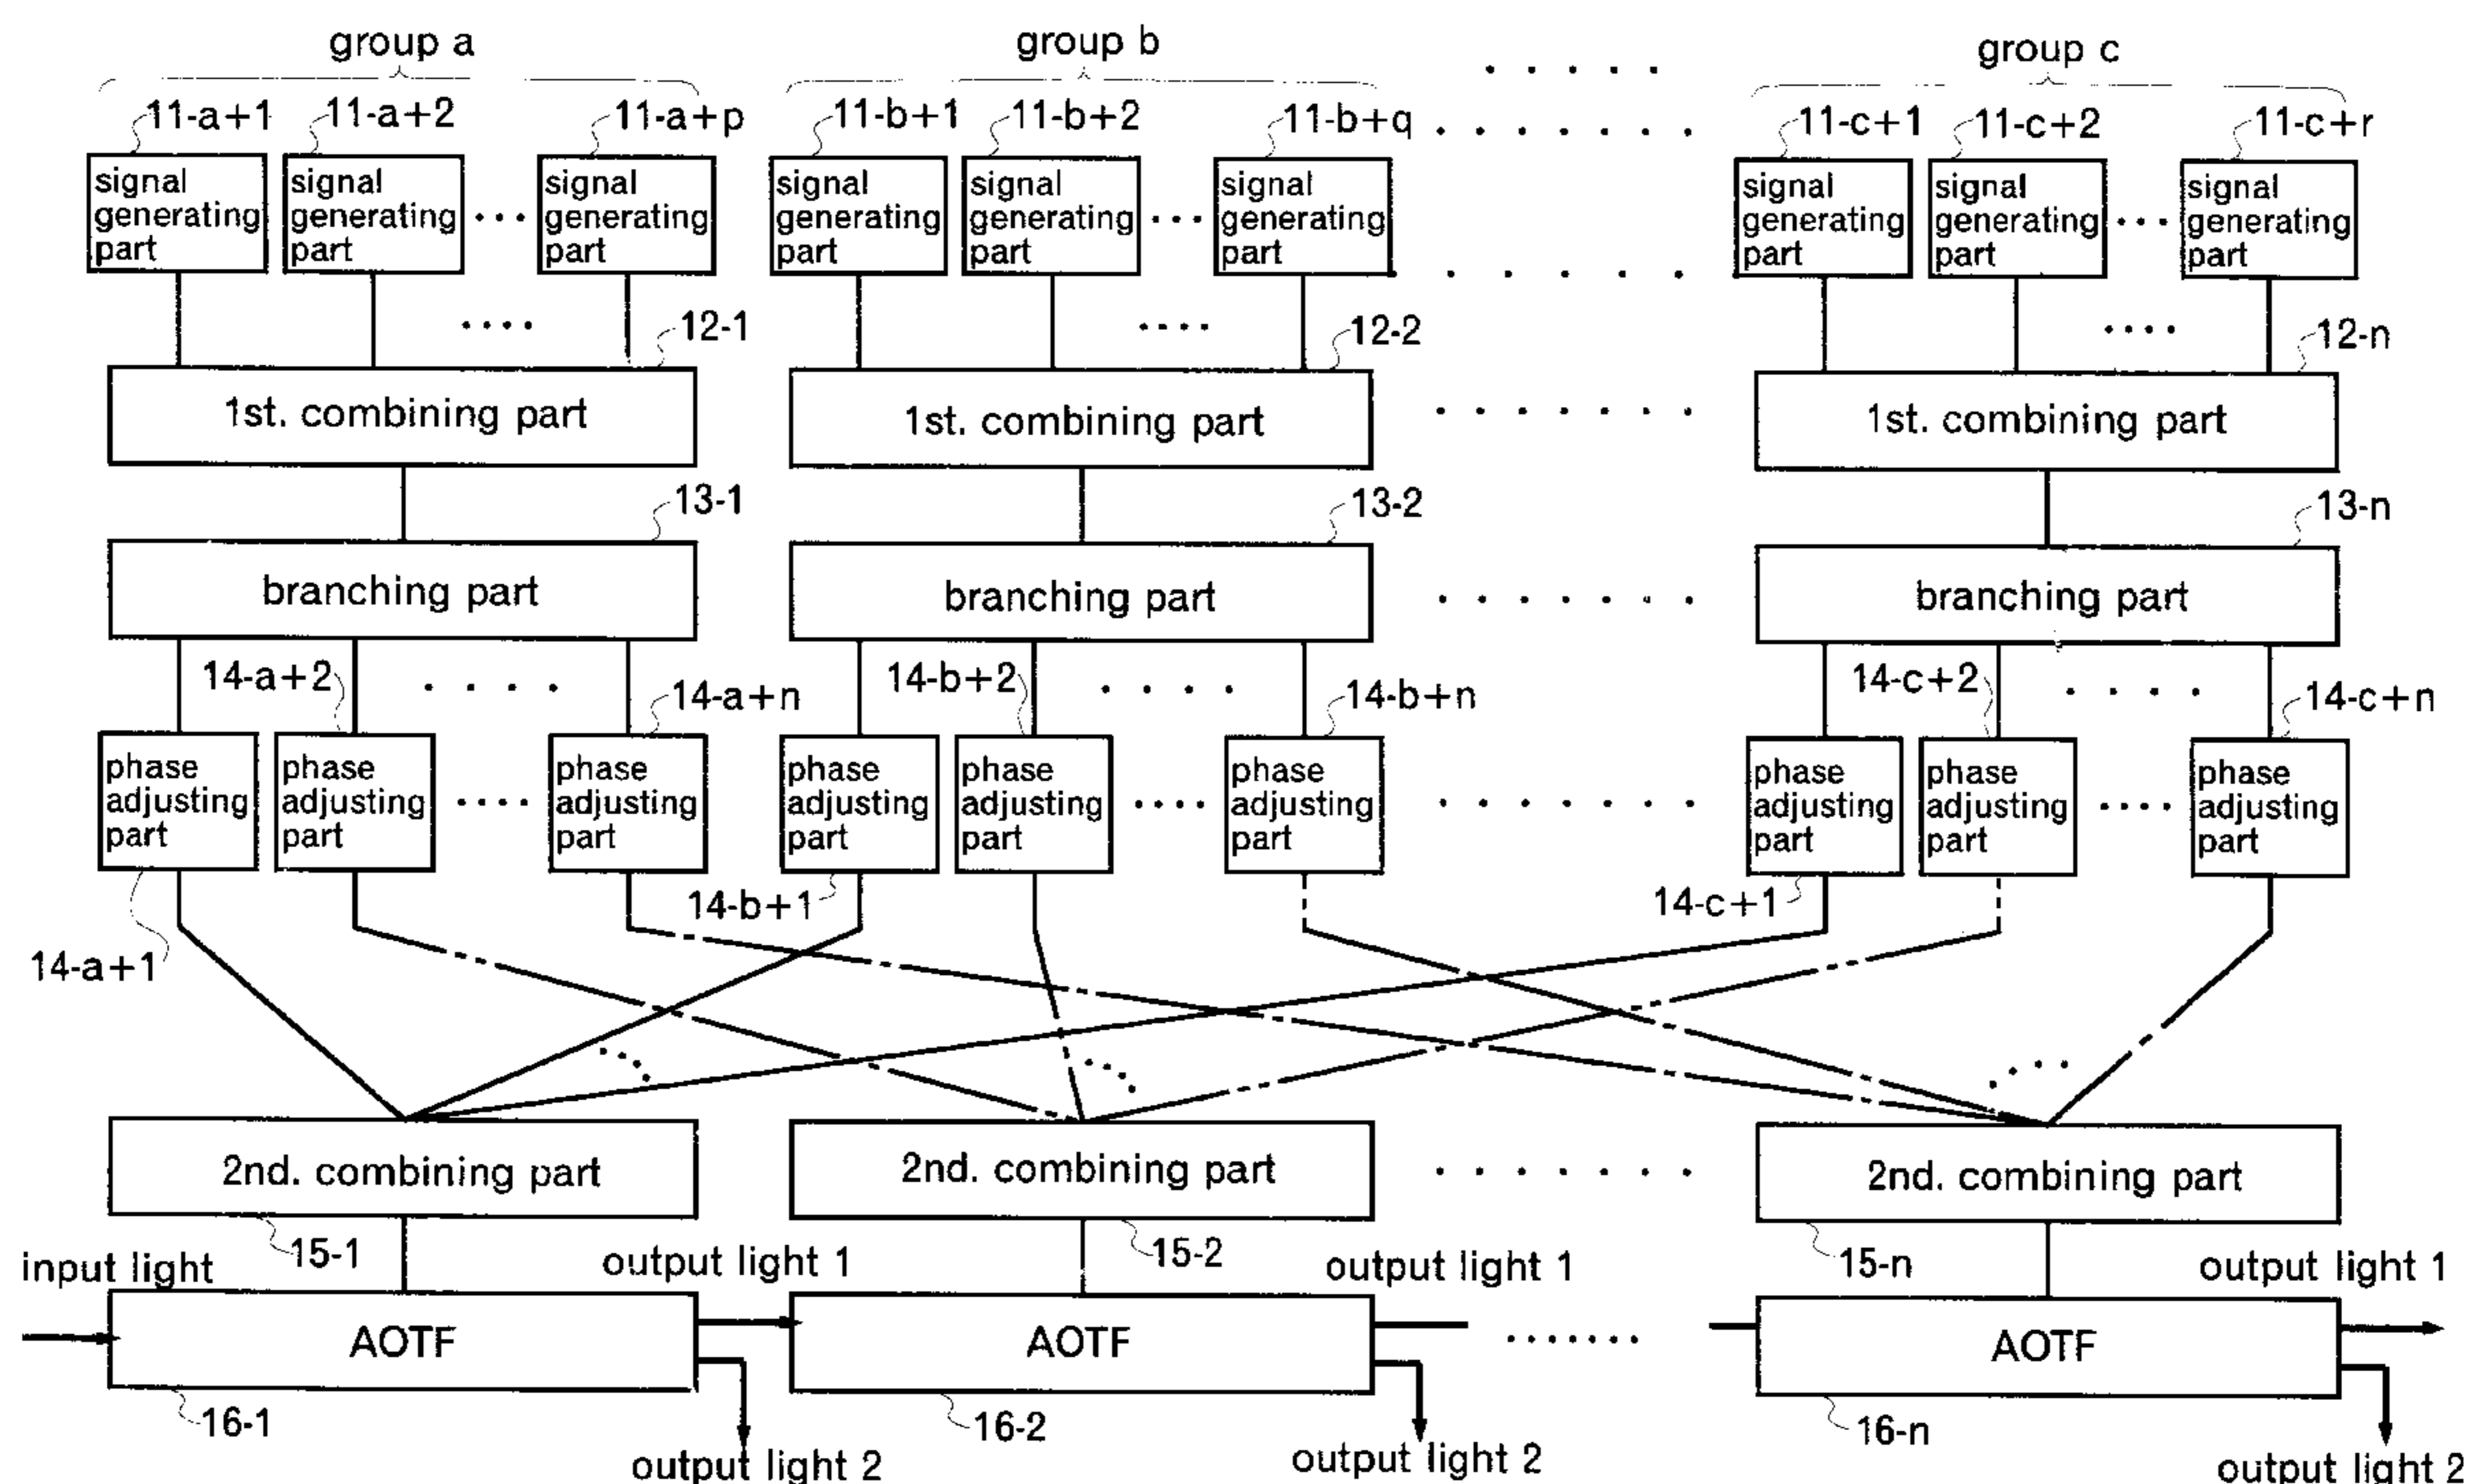 group a
group b
. . . . .
group c
11-a+1
11-a+2
11-a+p
11-b+1
11-b+2
11-b+q
. . . . . . .
11-c+1
11-c+2
11-c+r
signal
generating
part
signal
generating
part
...
signal
generating
part
signal
generating
part
signal
generating
part
...
signal
generating
part
. . . . .
signal
generating
part
signal
generating
part
...
signal
generating
part
....
12-1
....
12-2
....
12-n
1st. combining part
1st. combining part
. . . . . . .
1st. combining part
13-1
13-2
13-n
branching part
branching part
. . . . . . .
branching part
14-a+2
. . . .
14-a+n
14-b+2
. . . .
14-b+n
14-c+2
. . . .
14-c+n
phase
adjusting
part
phase
adjusting
part
....
phase
adjusting
part
phase
adjusting
part
phase
adjusting
part
....
phase
adjusting
part
. . . . . . .
phase
adjusting
part
phase
adjusting
part
....
phase
adjusting
part
14-a+1
14-b+1
14-c+1
2nd. combining part
2nd. combining part
. . . . . . .
2nd. combining part
15-1
15-2
15-n
input light
output light 1
output light 1
output light 1
AOTF
AOTF
.......
AOTF
16-1
16-2
16-n
output light 2
output light 2
output light 2